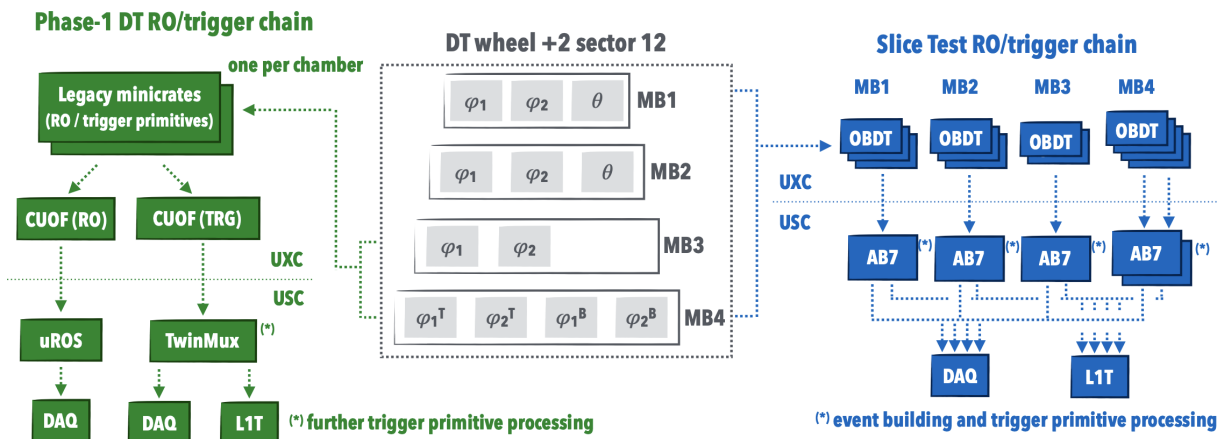 Phase-1 DT RO/trigger chain
one per chamber
Legacy minicrates
(RO / trigger primitives)
CUOF (RO)
CUOF (TRG)
UXC
USC
uROS
TwinMux
(*)
DAQ
DAQ
L1T
(*) further trigger primitive processing
DT wheel +2 sector 12
φ1 φ2 θ MB1
φ1 φ2 θ MB2
φ1 φ2 MB3
φ1ᵀ φ2ᵀ φ1ᴮ φ2ᴮ MB4
Slice Test RO/trigger chain
MB1 MB2 MB3 MB4
OBDT OBDT OBDT OBDT
UXC
USC
AB7 (*) AB7 (*) AB7 (*) AB7 (*)
DAQ
L1T
(*) event building and trigger primitive processing